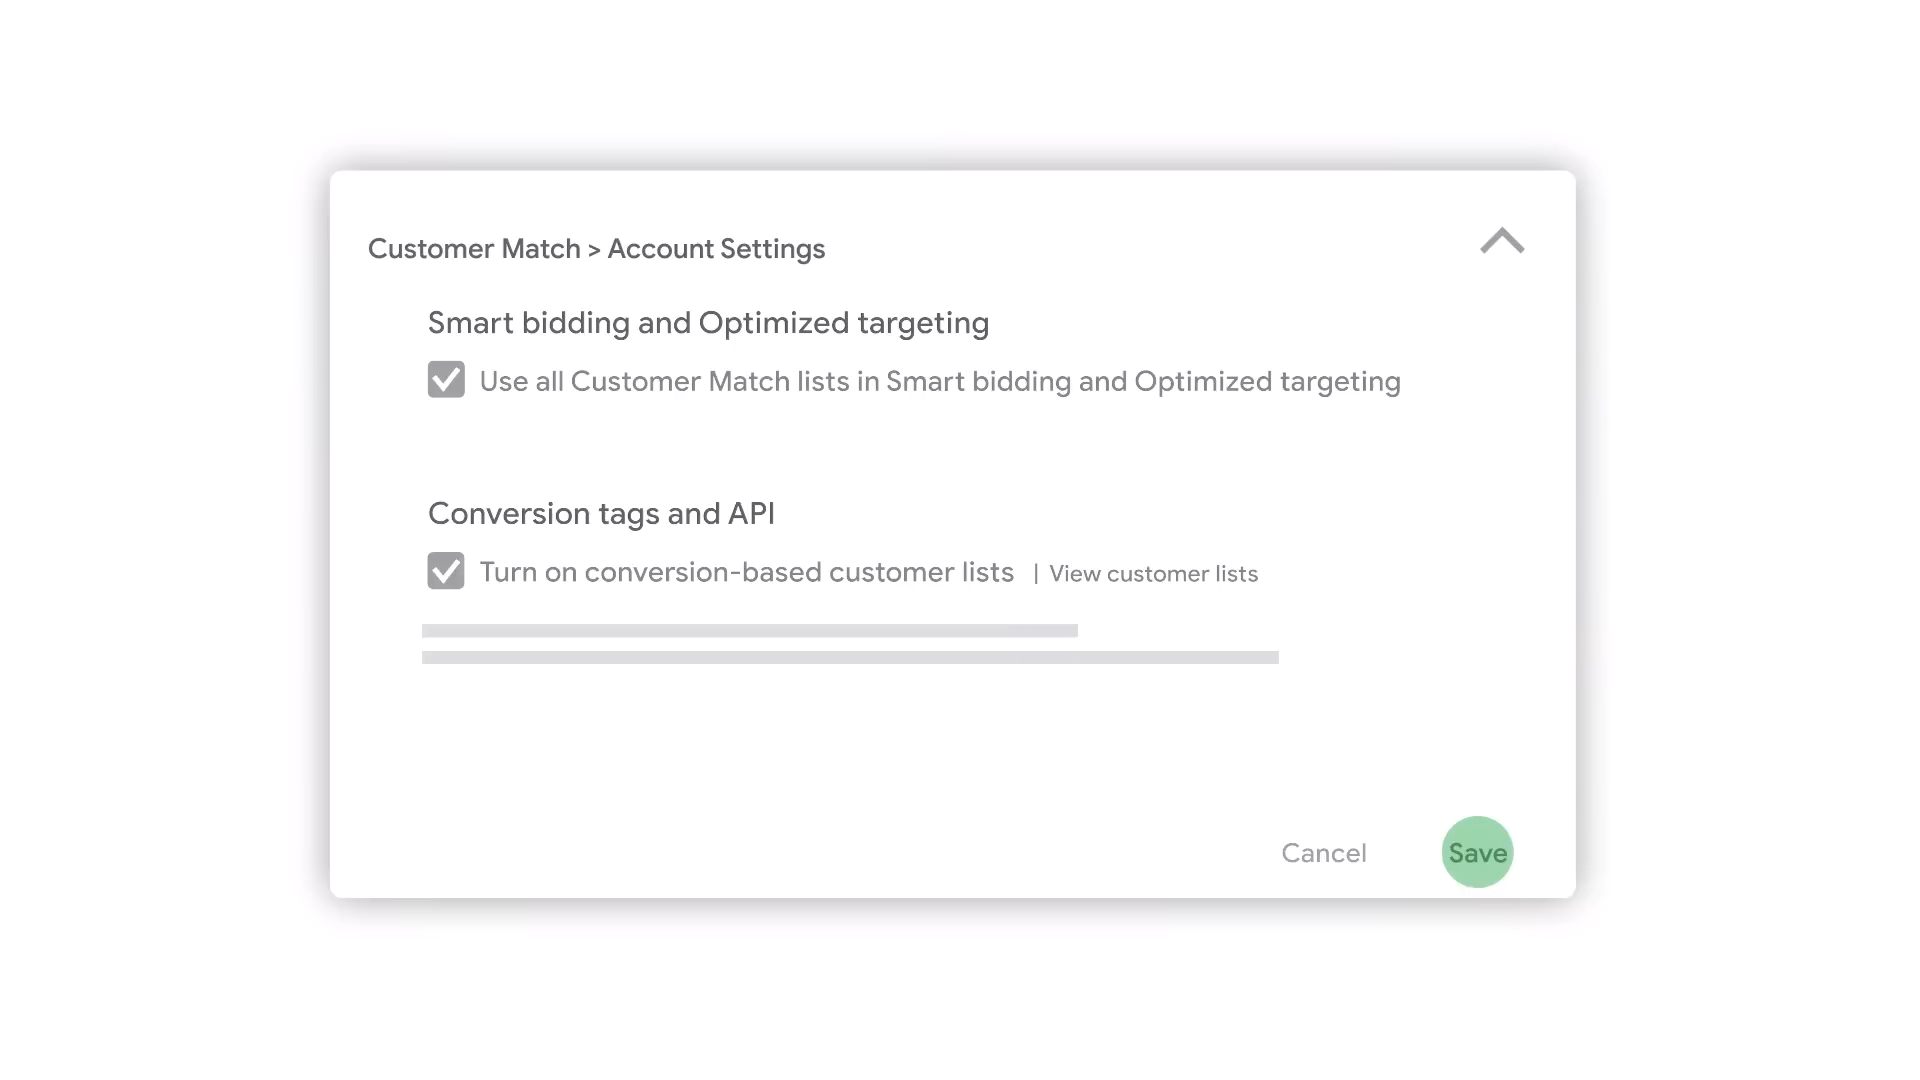 Customer Match > Account Settings
Smart bidding and Optimized targeting
Use all Customer Match lists in Smart bidding and Optimized targeting
Conversion tags and API
Turn on conversion-based customer lists | View customer lists
Cancel Save